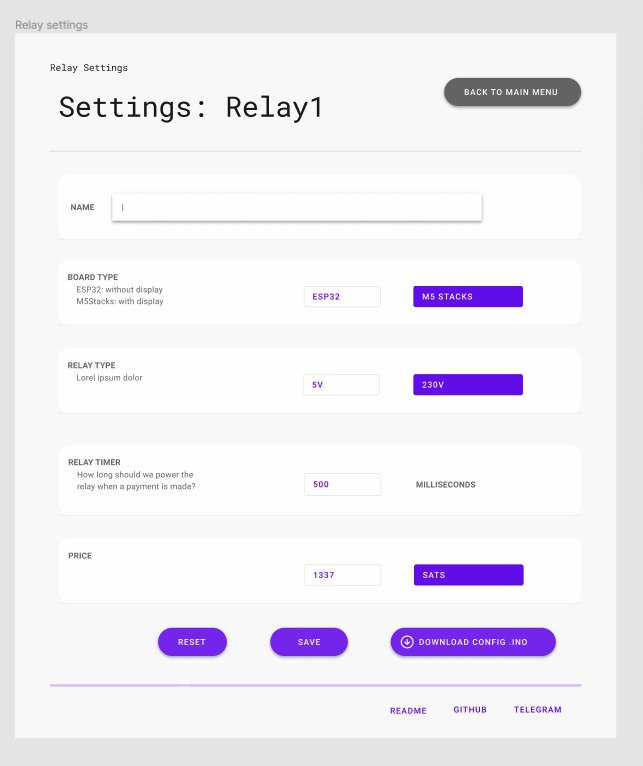 Relay settings
Relay Settings
Settings: Relay1
BACK TO MAIN MENU
NAME
BOARD TYPE
ESP32: without display
M5Stacks: with display
ESP32
M5 STACKS
RELAY TYPE
Lorel ipsum dolor
5V
230V
RELAY TIMER
How long should we power the
relay when a payment is made?
500
MILLISECONDS
PRICE
1337
SATS
RESET
SAVE
DOWNLOAD CONFIG .INO
README
GITHUB
TELEGRAM